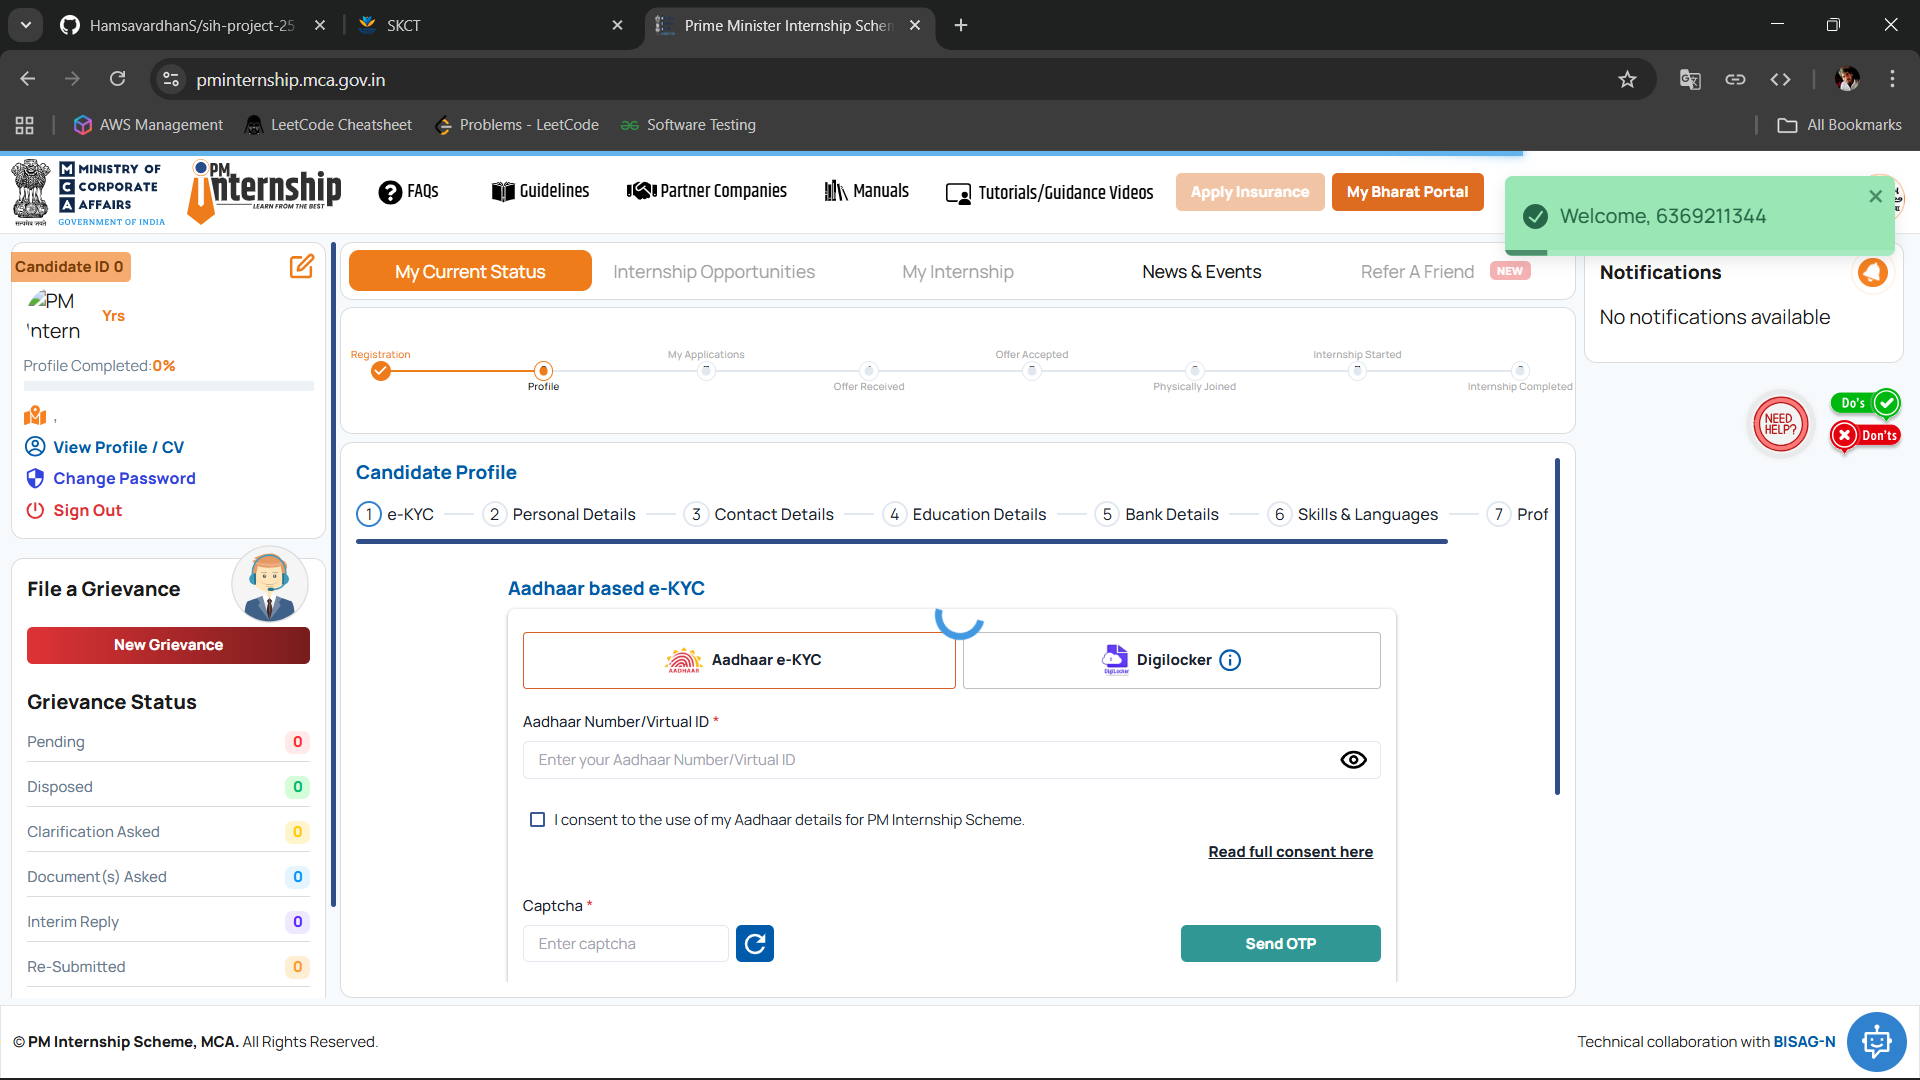 HamsavardhanS/sih-project-25
SKCT
Prime Minister Internship Schem
pminternship.mca.gov.in
AWS Management
LeetCode Cheatsheet
Problems - LeetCode
Software Testing
All Bookmarks
सत्यमेव जयते
MCA
MINISTRY OF
CORPORATE
AFFAIRS
GOVERNMENT OF INDIA
PM
Internship
LEARN FROM THE BEST
FAQs
Guidelines
Partner Companies
Manuals
Tutorials/Guidance Videos
Apply Insurance
My Bharat Portal
Welcome, 6369211344
Candidate ID 0
PM
Intern
Yrs
Profile Completed:0%
,
View Profile / CV
Change Password
Sign Out
File a Grievance
New Grievance
Grievance Status
Pending 0
Disposed 0
Clarification Asked 0
Document(s) Asked 0
Interim Reply 0
Re-Submitted 0
My Current Status
Internship Opportunities
My Internship
News & Events
Refer A Friend NEW
Registration
Profile
My Applications
Offer Received
Offer Accepted
Physically Joined
Internship Started
Internship Completed
Candidate Profile
1 e-KYC
2 Personal Details
3 Contact Details
4 Education Details
5 Bank Details
6 Skills & Languages
7 Prof
Aadhaar based e-KYC
AADHAAR
Aadhaar e-KYC
DigiLocker
Digilocker
Aadhaar Number/Virtual ID *
Enter your Aadhaar Number/Virtual ID
I consent to the use of my Aadhaar details for PM Internship Scheme.
Read full consent here
Captcha *
Enter captcha
Send OTP
Notifications
No notifications available
NEED
HELP?
Do's
Don'ts
© PM Internship Scheme, MCA. All Rights Reserved.
Technical collaboration with BISAG-N